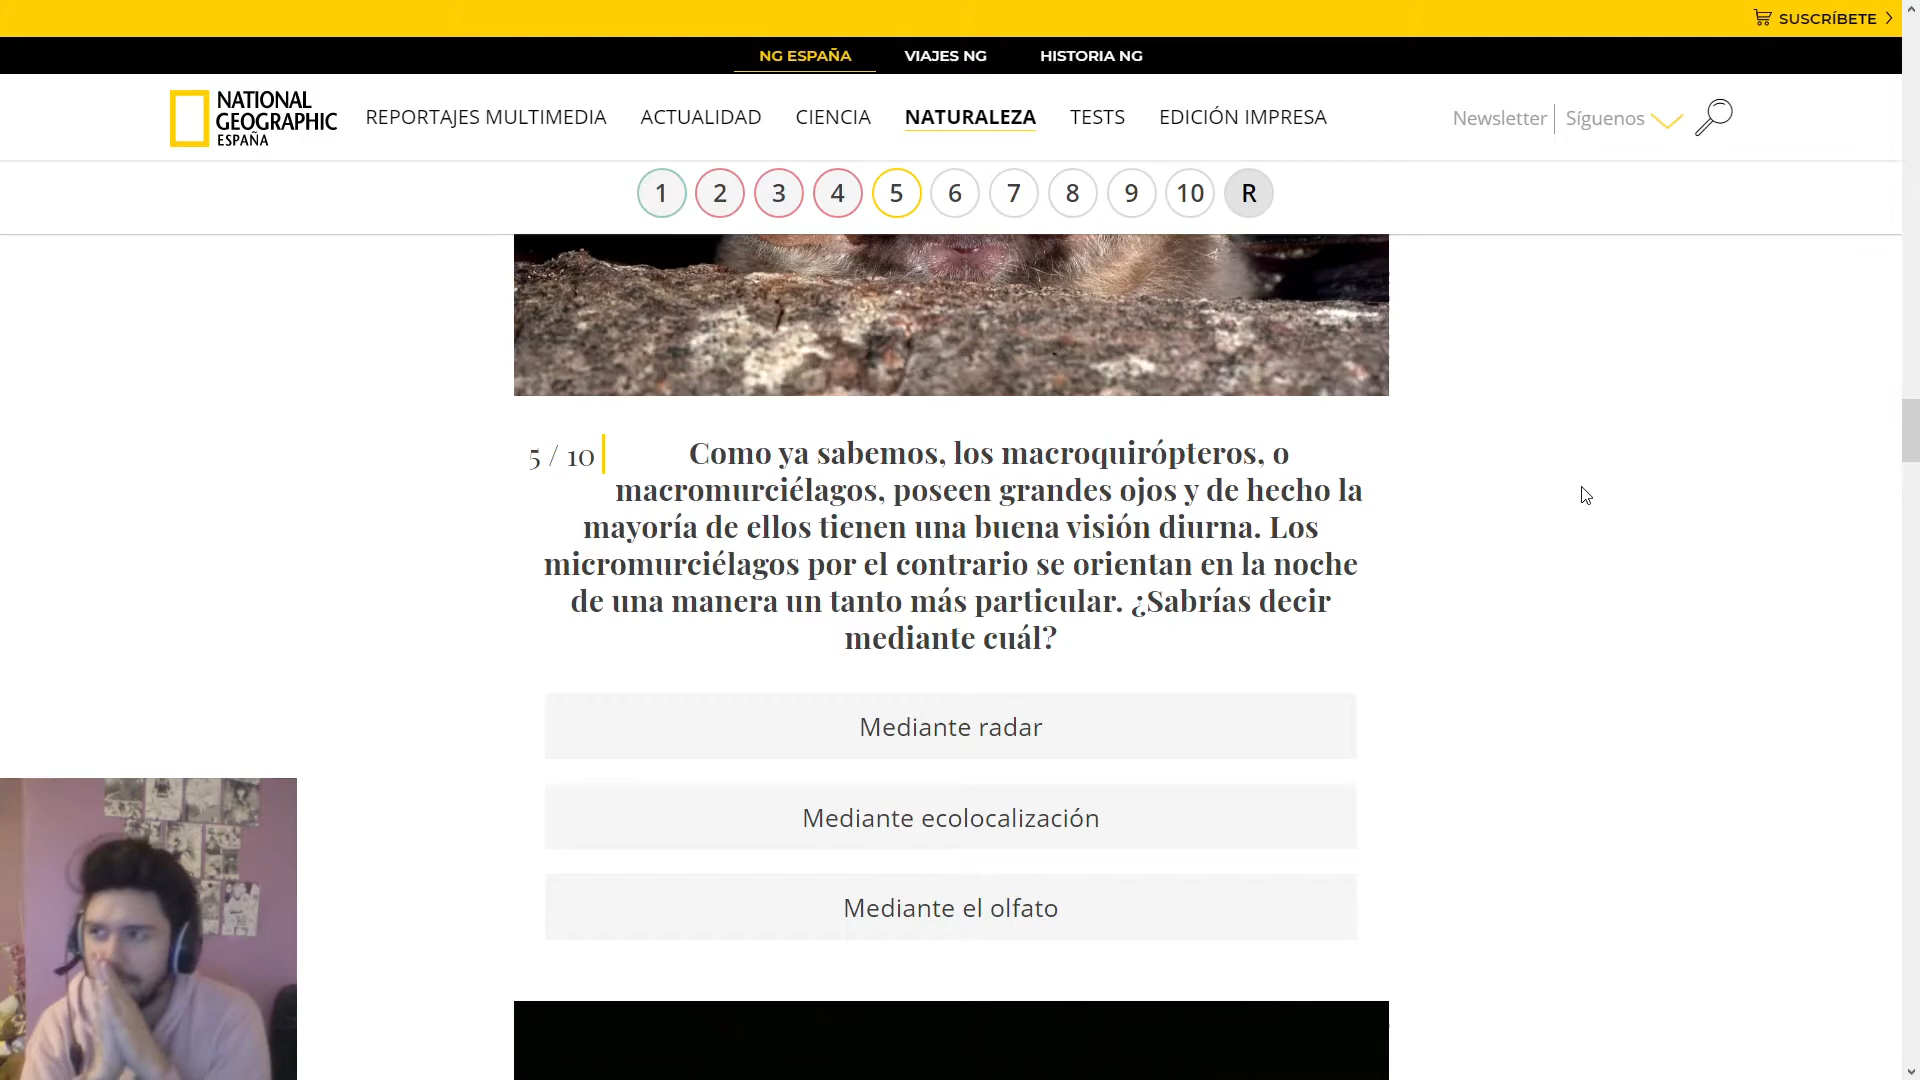 SUSCRÍBETE
NG ESPAÑA VIAJES NG HISTORIA NG
NATIONAL
GEOGRAPHIC
ESPAÑA
REPORTAJES MULTIMEDIA ACTUALIDAD CIENCIA NATURALEZA TESTS EDICIÓN IMPRESA
Newsletter Síguenos
1 2 3 4 5 6 7 8 9 10 R
5 / 10 Como ya sabemos, los macroquirópteros, o
macromurciélagos, poseen grandes ojos y de hecho la
mayoría de ellos tienen una buena visión diurna. Los
micromurciélagos por el contrario se orientan en la noche
de una manera un tanto más particular. ¿Sabrías decir
mediante cuál?
Mediante radar
Mediante ecolocalización
Mediante el olfato